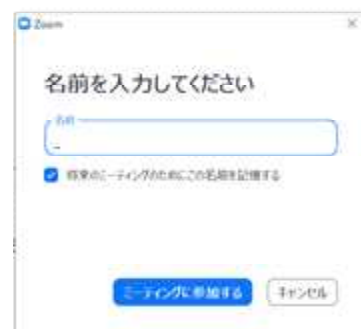 Zoom
名前を入力してください
名前
将来のミーティングのためにこの名前を記憶する
ミーティングに参加する
キャンセル